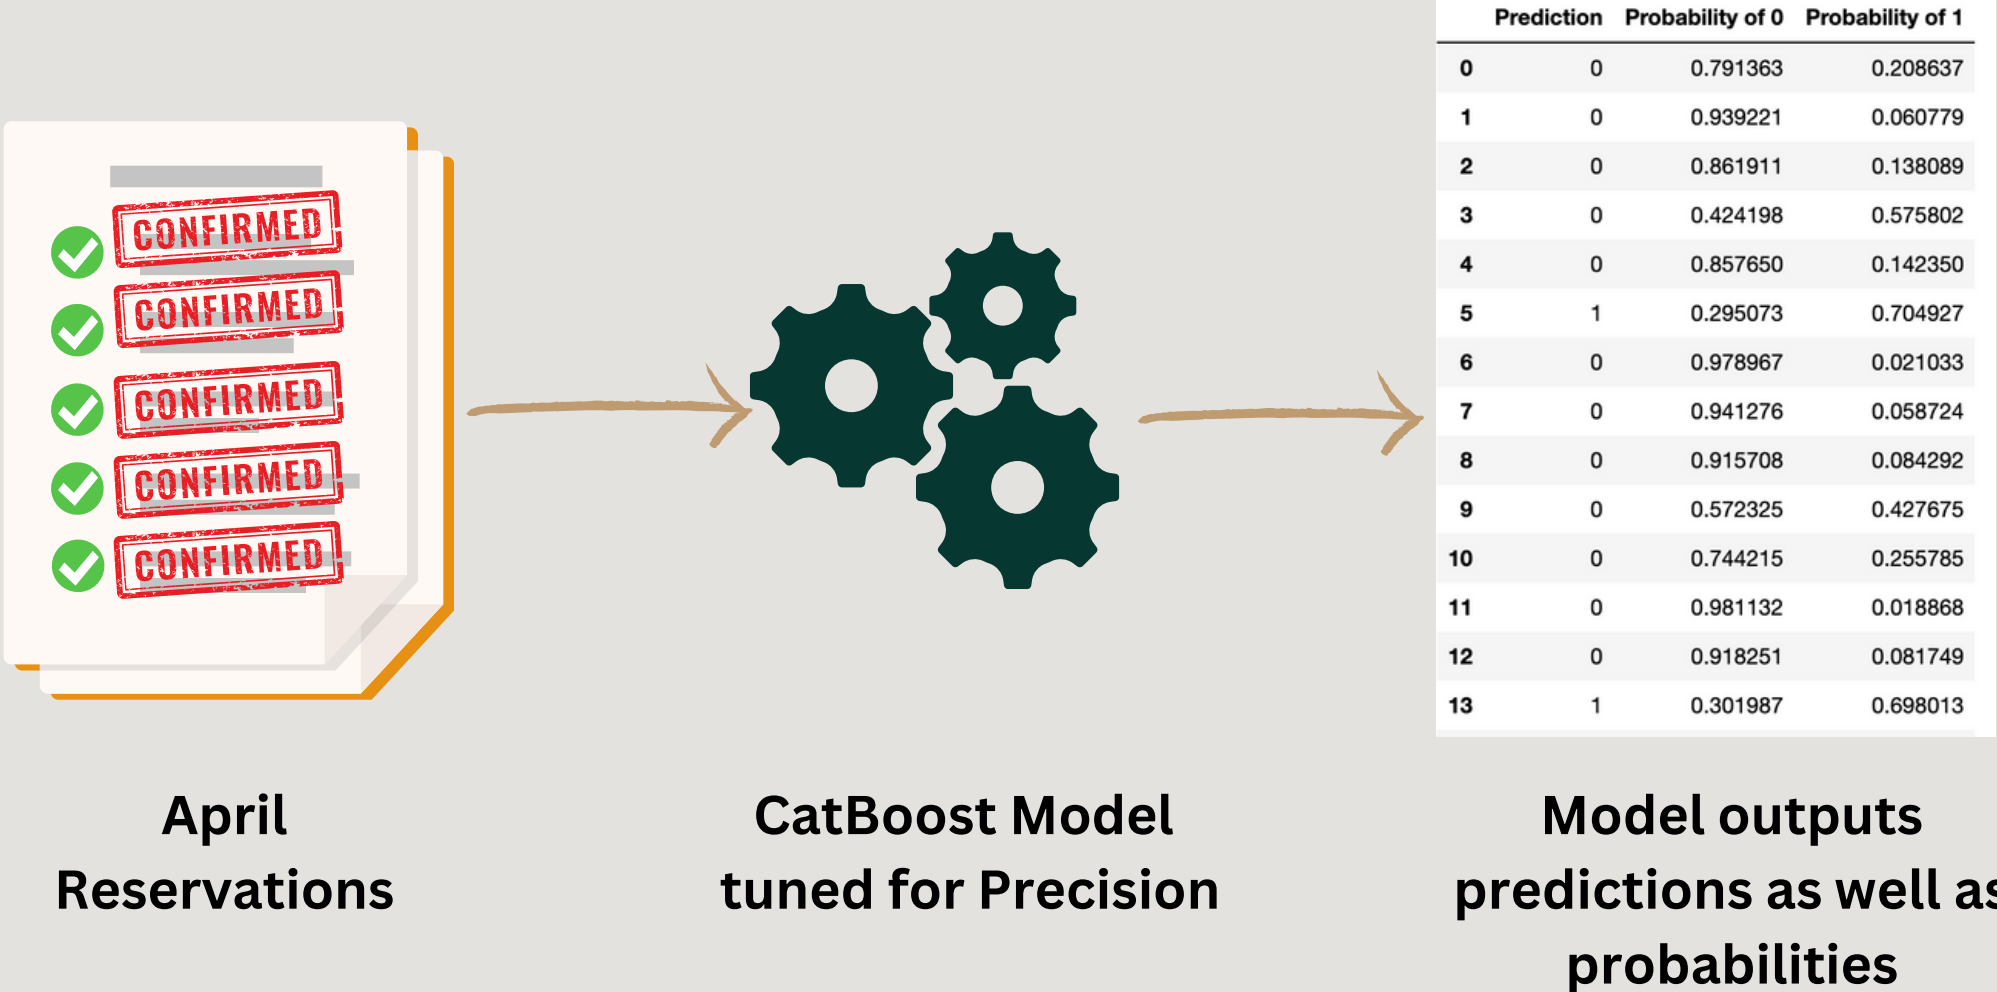 CONFIRMED
CONFIRMED
CONFIRMED
CONFIRMED
CONFIRMED
April
Reservations
CatBoost Model
tuned for Precision
Prediction Probability of 0 Probability of 1
0 0 0.791363 0.208637
1 0 0.939221 0.060779
2 0 0.861911 0.138089
3 0 0.424198 0.575802
4 0 0.857650 0.142350
5 1 0.295073 0.704927
6 0 0.978967 0.021033
7 0 0.941276 0.058724
8 0 0.915708 0.084292
9 0 0.572325 0.427675
10 0 0.744215 0.255785
11 0 0.981132 0.018868
12 0 0.918251 0.081749
13 1 0.301987 0.698013
Model outputs
predictions as well as
probabilities